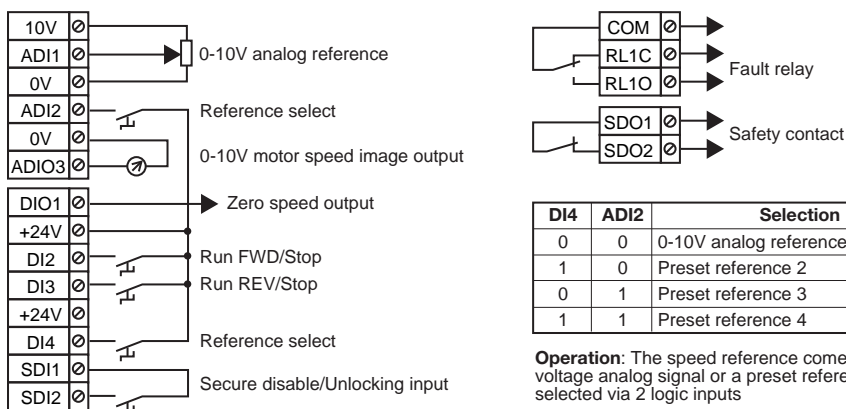 10V
ADI1 0-10V analog reference
0V
ADI2 Reference select
0V
ADIO3 0-10V motor speed image output
DIO1 Zero speed output
+24V
DI2 Run FWD/Stop
DI3 Run REV/Stop
+24V
DI4 Reference select
SDI1
SDI2 Secure disable/Unlocking input
COM
RL1C Fault relay
RL1O
SDO1 Safety contact
SDO2
DI4 ADI2 Selection
0 0 0-10V analog reference
1 0 Preset reference 2
0 1 Preset reference 3
1 1 Preset reference 4
Operation: The speed reference come
voltage analog signal or a preset refere
selected via 2 logic inputs